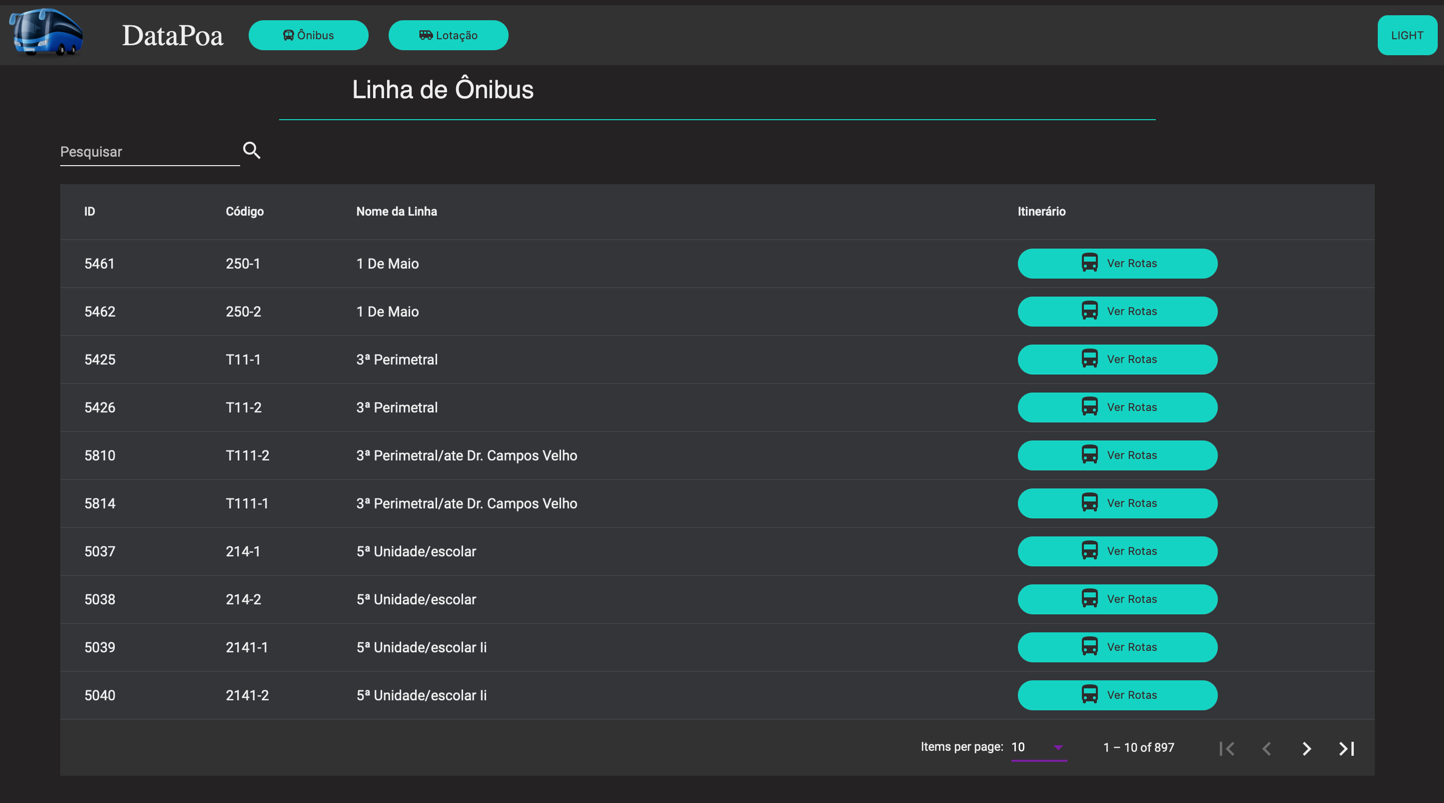 DataPoa
Ônibus
Lotação
LIGHT
Linha de Ônibus
Pesquisar
ID Código Nome da Linha Itinerário
5461 250-1 1 De Maio Ver Rotas
5462 250-2 1 De Maio Ver Rotas
5425 T11-1 3ª Perimetral Ver Rotas
5426 T11-2 3ª Perimetral Ver Rotas
5810 T111-2 3ª Perimetral/ate Dr. Campos Velho Ver Rotas
5814 T111-1 3ª Perimetral/ate Dr. Campos Velho Ver Rotas
5037 214-1 5ª Unidade/escolar Ver Rotas
5038 214-2 5ª Unidade/escolar Ver Rotas
5039 2141-1 5ª Unidade/escolar Ii Ver Rotas
5040 2141-2 5ª Unidade/escolar Ii Ver Rotas
Items per page: 10 1 – 10 of 897